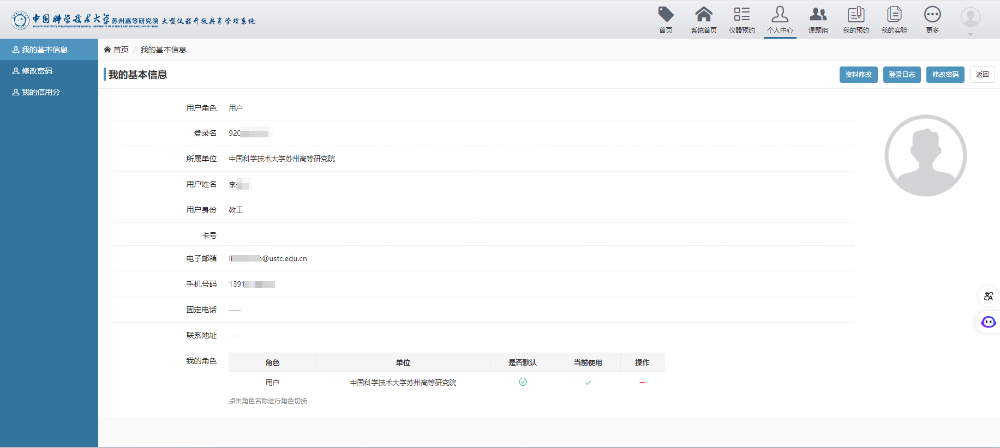 中国科学技术大学 苏州高等研究院 大型仪器开放共享管理系统
SUZHOU INSTITUTE FOR ADVANCED RESEARCH, UNIVERSITY OF SCIENCE AND TECHNOLOGY OF CHINA
首页 系统首页 仪器预约 个人中心 课题组 我的预约 我的实验 更多
我的基本信息
修改密码
我的信用分
首页 / 我的基本信息
我的基本信息
资料修改 登录日志 修改密码 返回
用户角色 用户
登录名 920
所属单位 中国科学技术大学苏州高等研究院
用户姓名 李
用户身份 教工
卡号
电子邮箱 li @ustc.edu.cn
手机号码 1391
固定电话 ----
联系地址 ----
我的角色
角色 单位 是否默认 当前使用 操作
用户 中国科学技术大学苏州高等研究院
点击角色名称进行角色切换